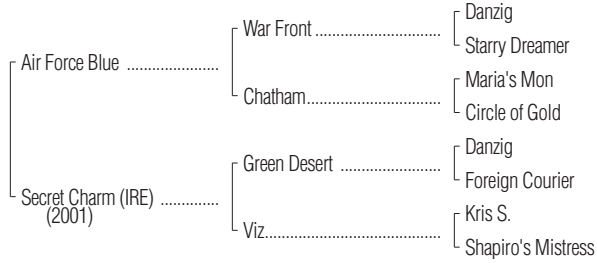 Danzig
War Front ................................
Starry Dreamer
Air Force Blue .......................
Maria's Mon
Chatham...................................
Circle of Gold
Danzig
Green Desert .........................
Foreign Courier
Secret Charm (IRE) ..............
(2001)
Kris S.
Viz.............................................
Shapiro's Mistress